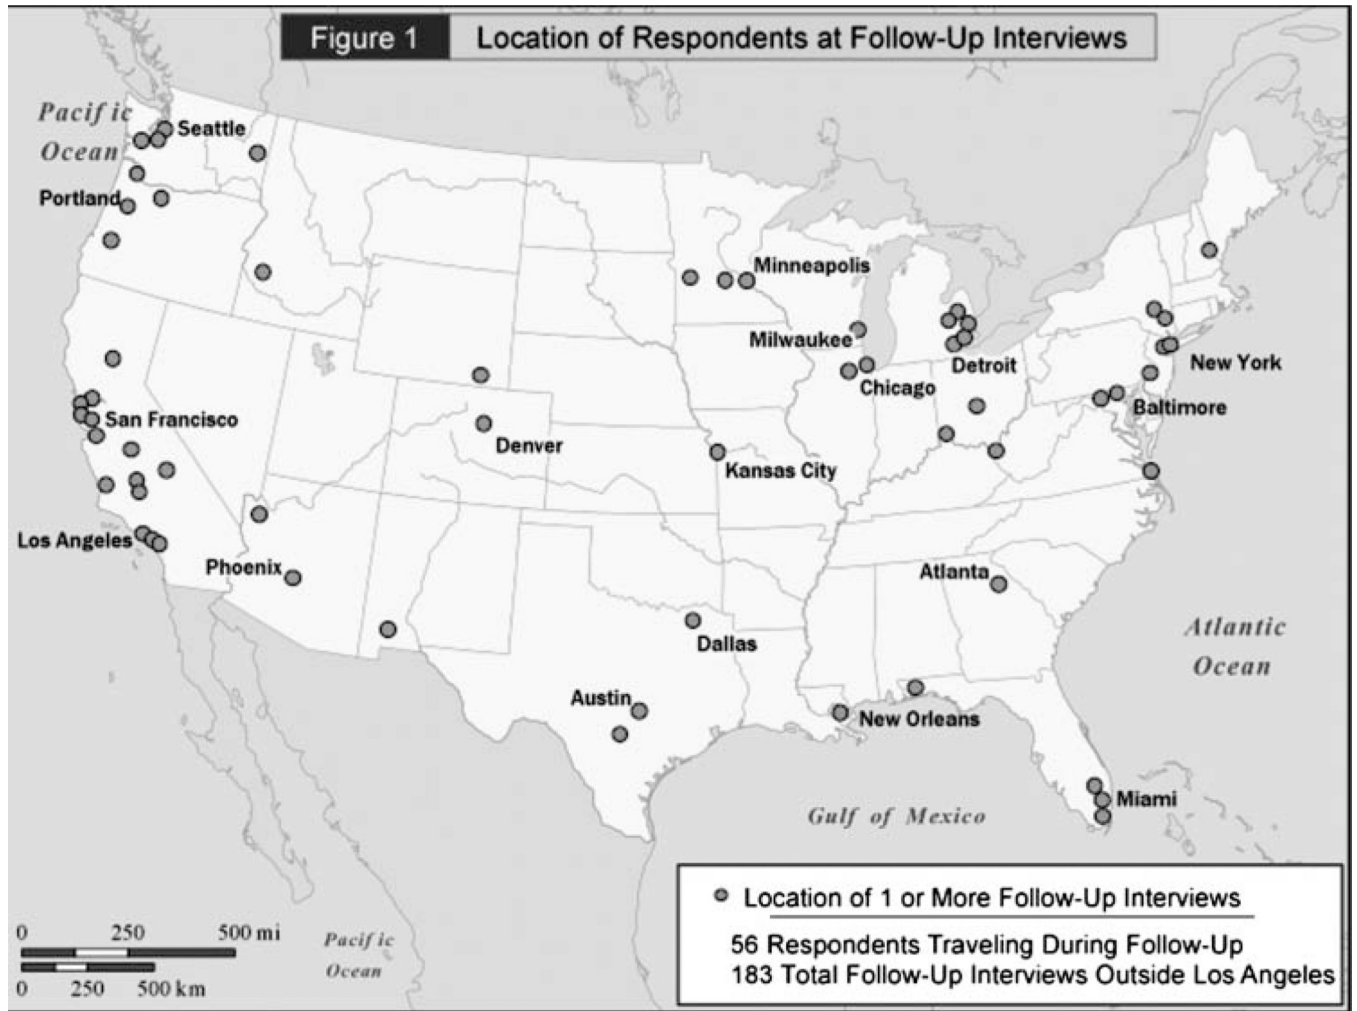 Figure 1 Location of Respondents at Follow-Up Interviews
Pacific
Ocean
Seattle
Portland
Minneapolis
Milwaukee
Chicago
Detroit
New York
Baltimore
San Francisco
Denver
Kansas City
Los Angeles
Phoenix
Atlanta
Dallas
Atlantic
Ocean
Austin
New Orleans
Miami
Gulf of Mexico
Location of 1 or More Follow-Up Interviews
56 Respondents Traveling During Follow-Up
183 Total Follow-Up Interviews Outside Los Angeles
0 250 500 mi
0 250 500 km
Pacific
Ocean